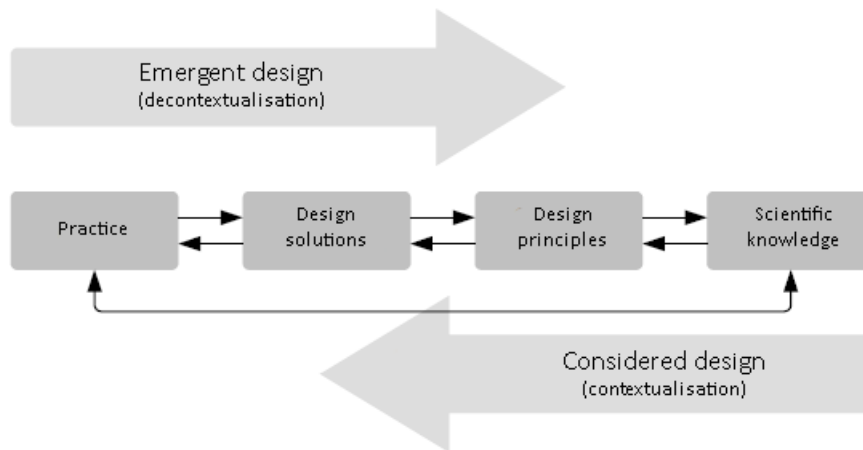 Emergent design
(decontextualisation)
Practice
Design
solutions
Design
principles
Scientific
knowledge
Considered design
(contextualisation)